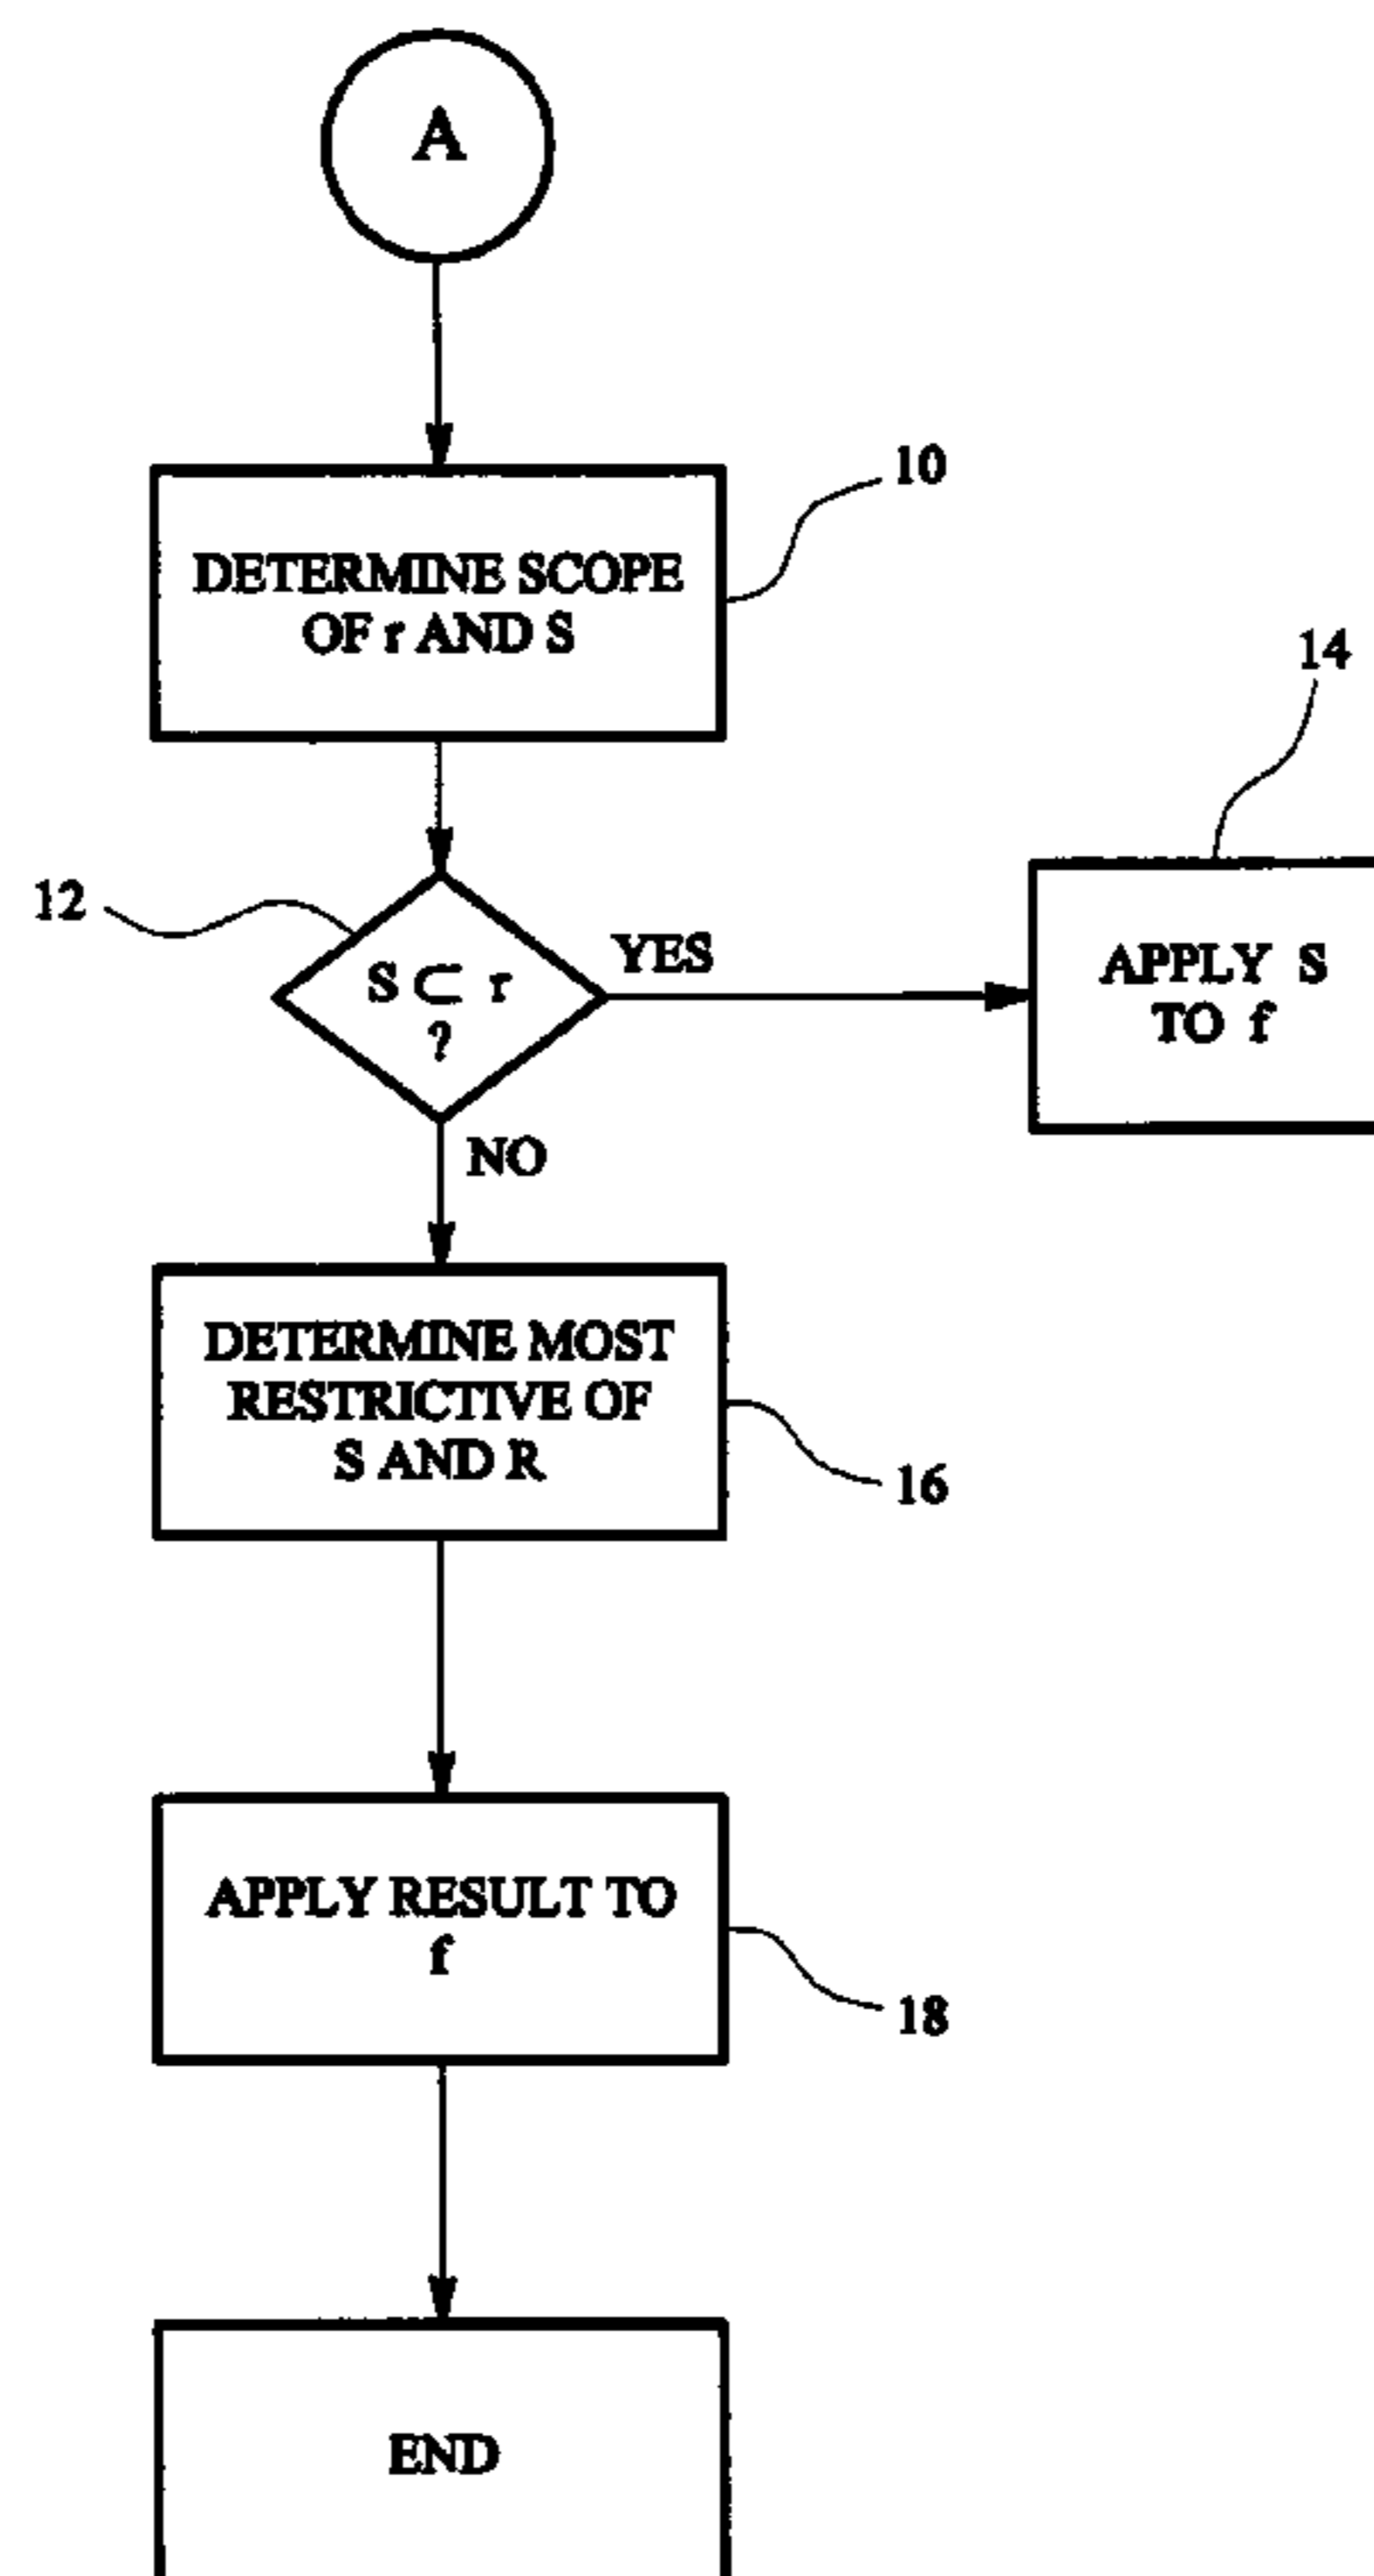 A
10
DETERMINE SCOPE
OF r AND S
14
12
S ⊂ r
?
YES
APPLY S
TO f
NO
DETERMINE MOST
RESTRICTIVE OF
S AND R
16
APPLY RESULT TO
f
18
END